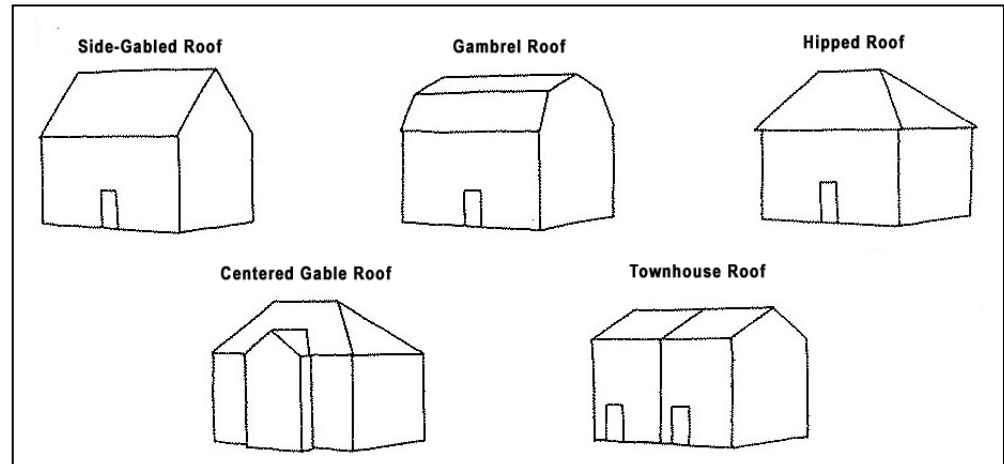 Side-Gabled Roof
Gambrel Roof
Hipped Roof
Centered Gable Roof
Townhouse Roof